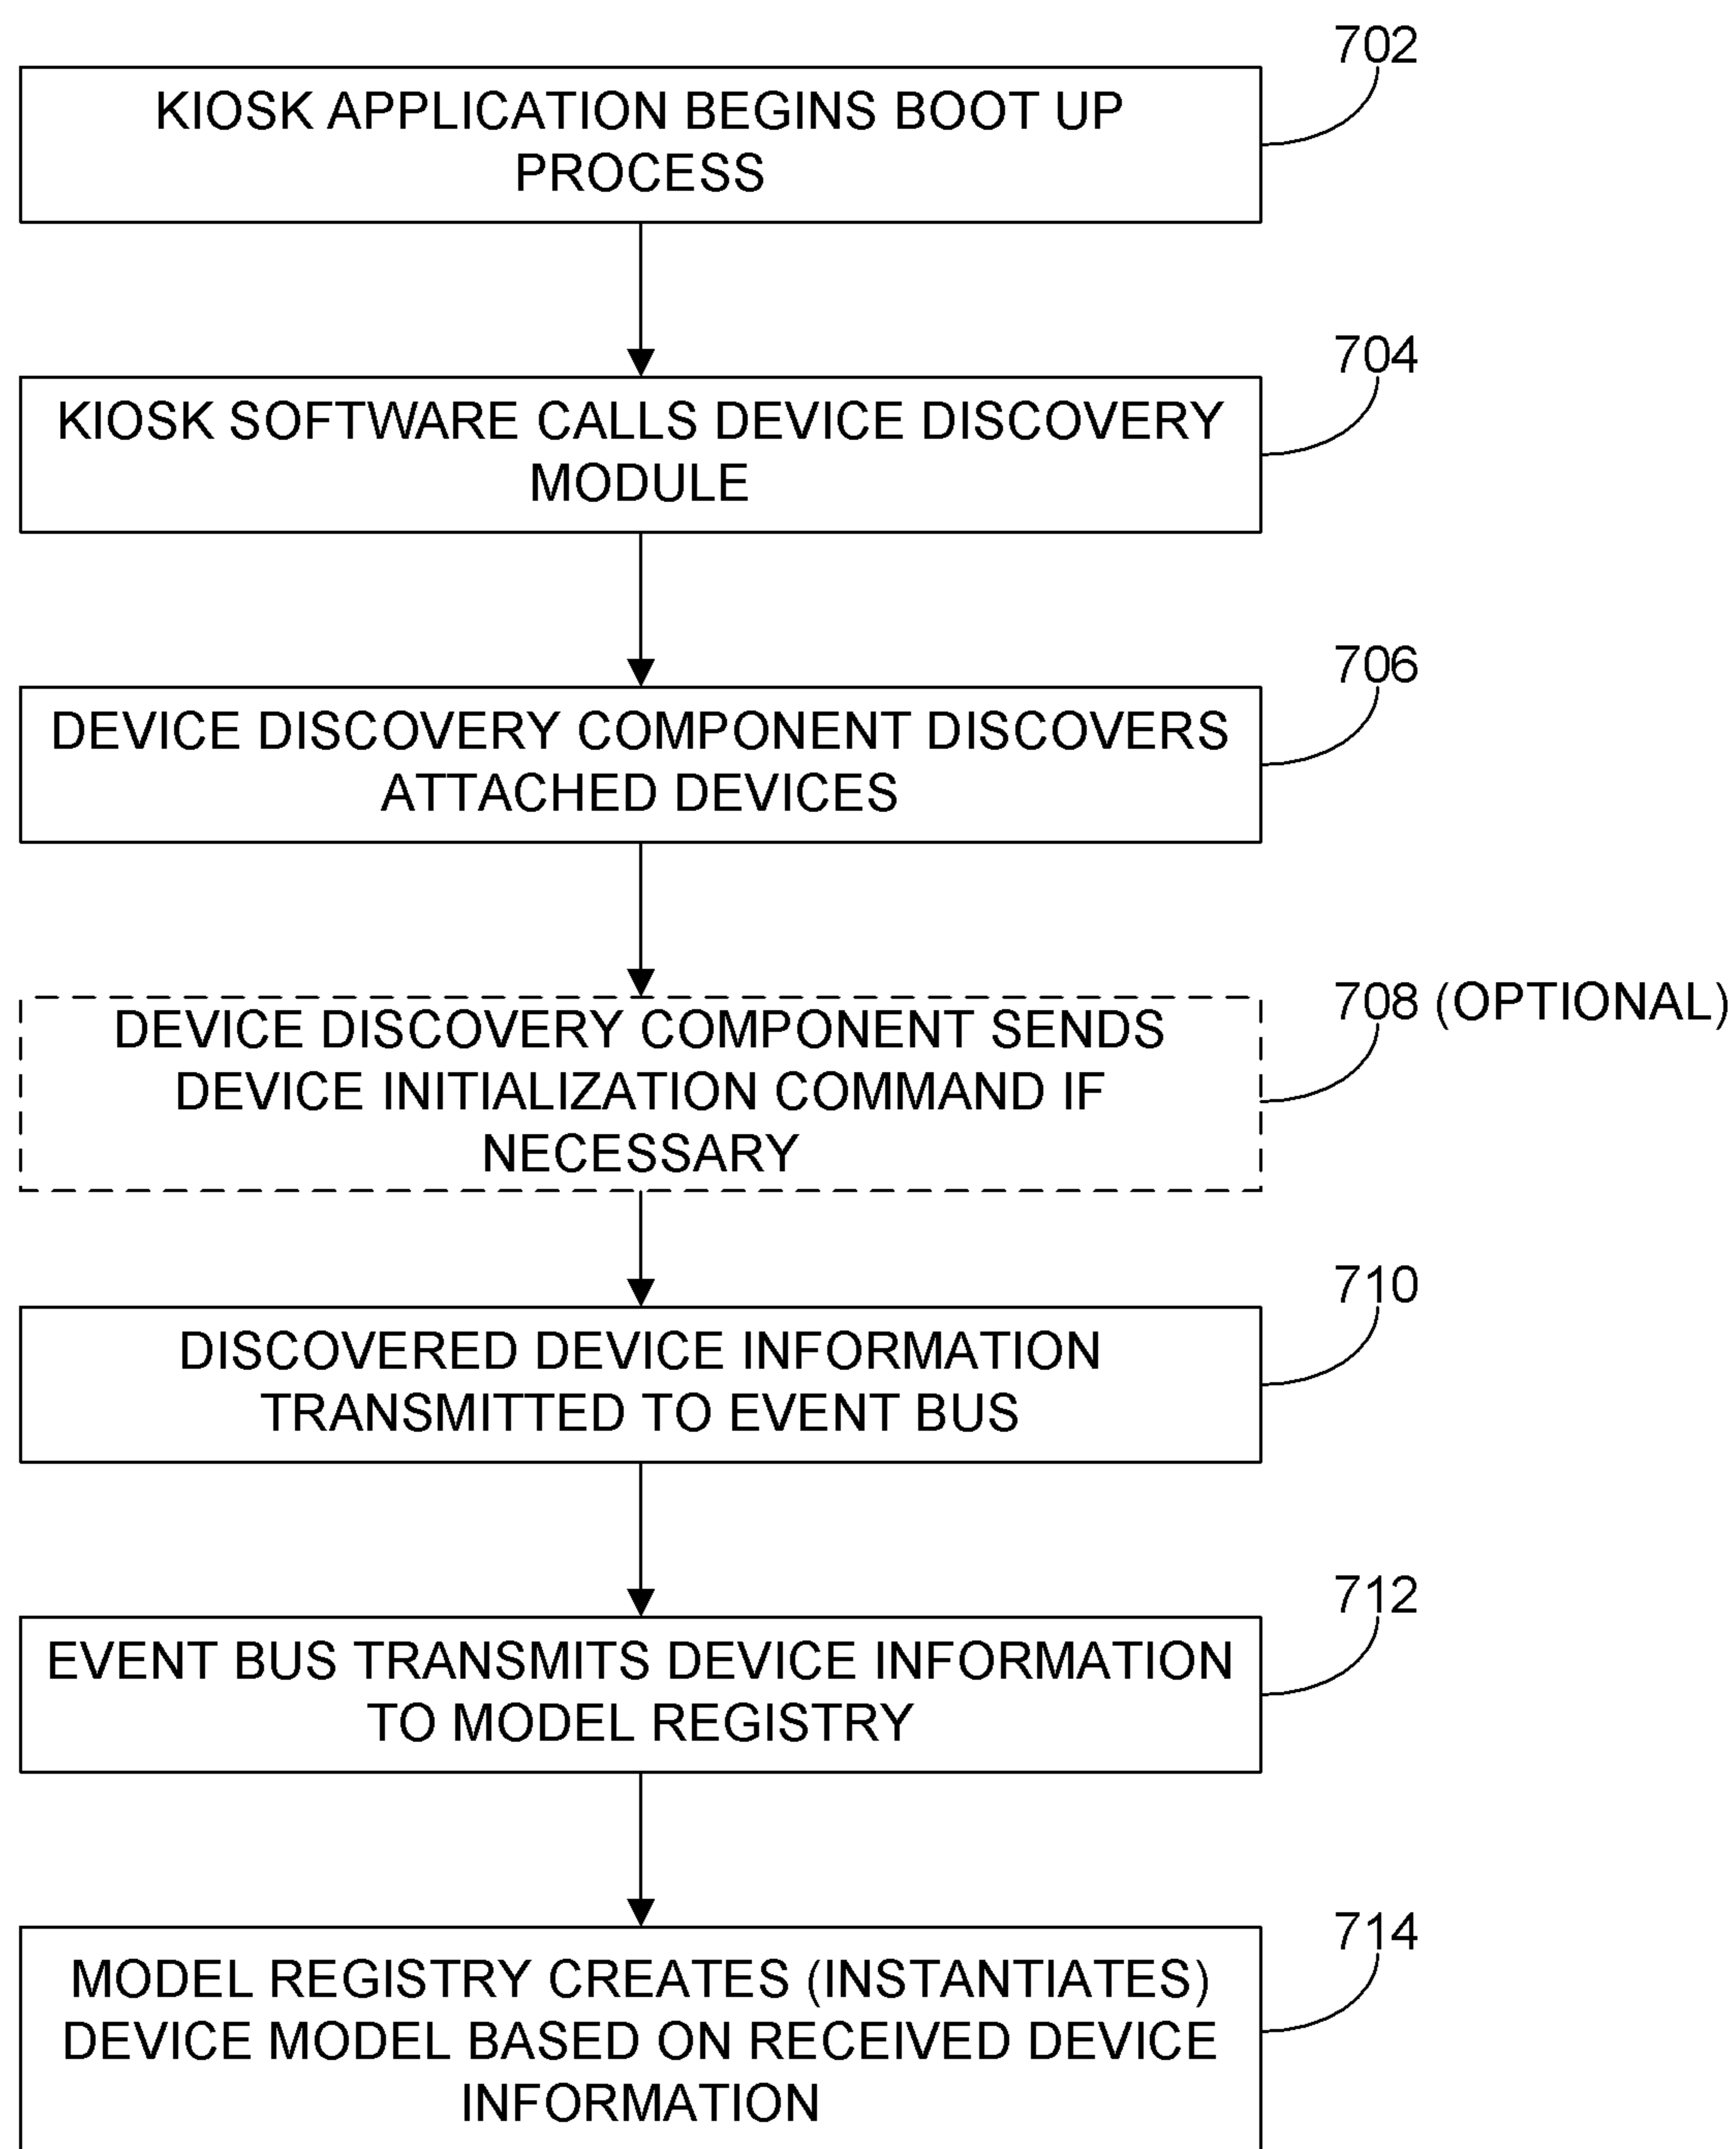 702
KIOSK APPLICATION BEGINS BOOT UP
PROCESS
704
KIOSK SOFTWARE CALLS DEVICE DISCOVERY
MODULE
706
DEVICE DISCOVERY COMPONENT DISCOVERS
ATTACHED DEVICES
708 (OPTIONAL)
DEVICE DISCOVERY COMPONENT SENDS
DEVICE INITIALIZATION COMMAND IF
NECESSARY
710
DISCOVERED DEVICE INFORMATION
TRANSMITTED TO EVENT BUS
712
EVENT BUS TRANSMITS DEVICE INFORMATION
TO MODEL REGISTRY
714
MODEL REGISTRY CREATES (INSTANTIATES)
DEVICE MODEL BASED ON RECEIVED DEVICE
INFORMATION